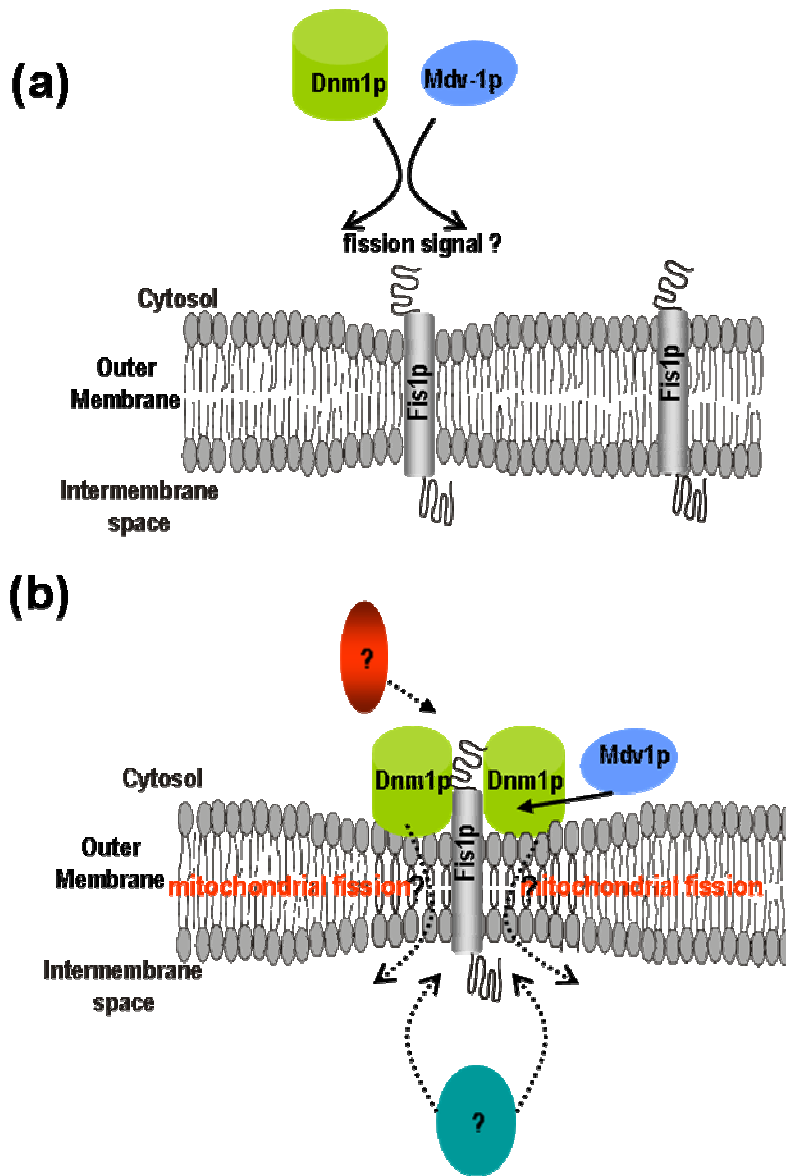 (a)
Dnm1p
Mdv-1p
fission signal ?
Cytosol
Outer
Membrane
Fis1p
Fis1p
Intermembrane
space
(b)
?
Dnm1p
Dnm1p
Mdv1p
Cytosol
Fis1p
Outer
Membrane
mitochondrial fission
?
?
mitochondrial fission
Intermembrane
space
?